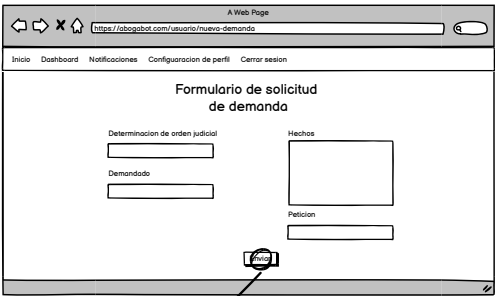 A Web Page
https://abogabot.com/usuario/nueva-demanda
Inicio Dashboard Notificaciones Configuaracion de perfil Cerrar sesion
Formulario de solicitud
de demanda
Determinacion de orden judicial
Hechos
Demandado
Peticion
Enviar